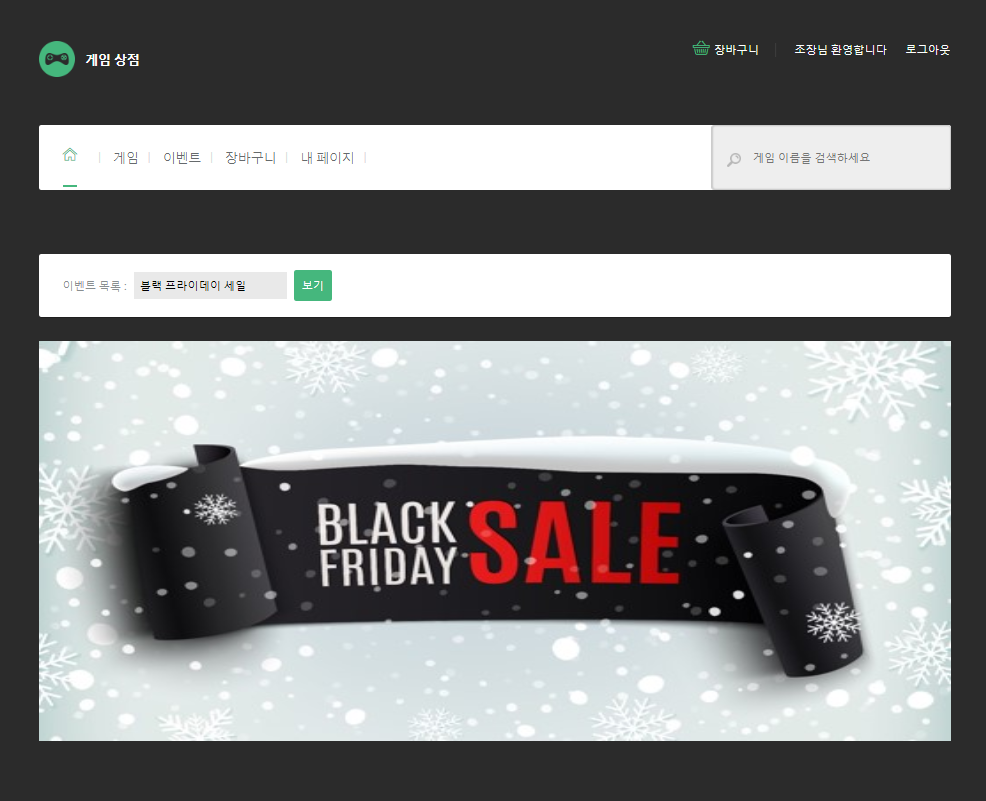 게임 상점
장바구니
조장님 환영합니다
로그아웃
게임
이벤트
장바구니
내 페이지
게임 이름을 검색하세요
이벤트 목록 :
블랙 프라이데이 세일
보기
BLACK
FRIDAY
SALE